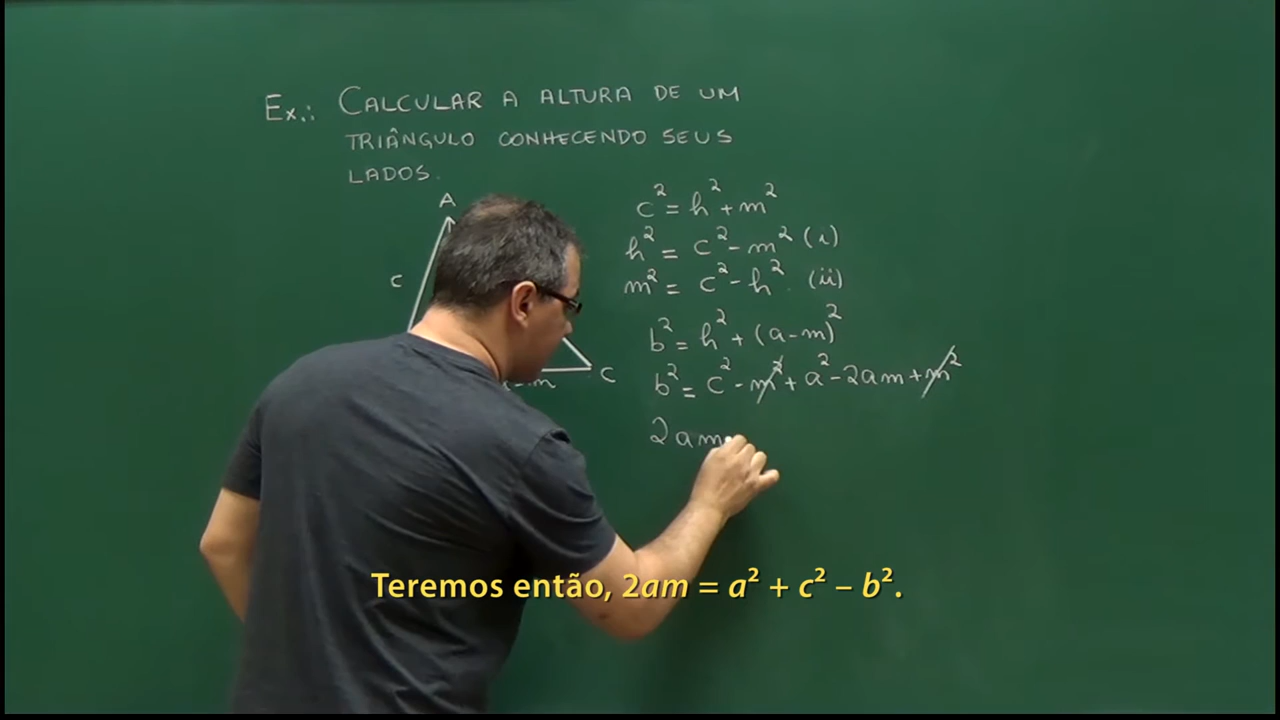 Ex.: CALCULAR A ALTURA DE UM
TRIÂNGULO CONHECENDO SEUS
LADOS.
A
c
C
- m
c² = h² + m²
h² = c² - m² (i)
m² = c² - h². (ii)
b² = h² + (a - m)²
b² = c² - m² + a² - 2am + m²
2am
Teremos então, 2am = a² + c² – b².